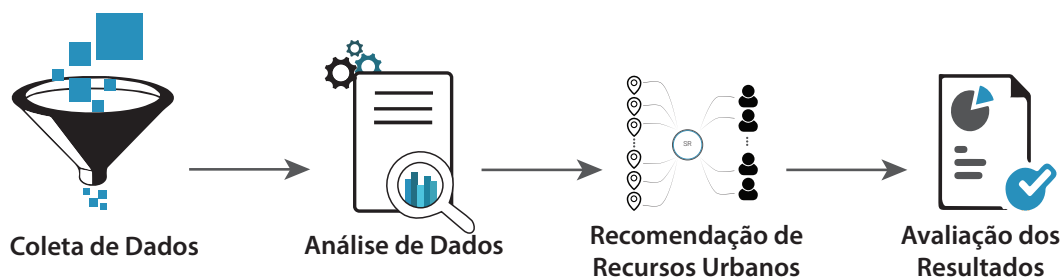 SR
Coleta de Dados
Análise de Dados
Recomendação de
Recursos Urbanos
Avaliação dos
Resultados